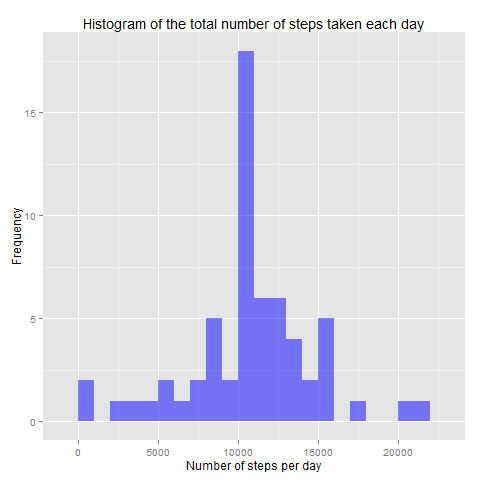 Histogram of the total number of steps taken each day
15
10
5
0
Frequency
0 5000 10000 15000 20000
Number of steps per day